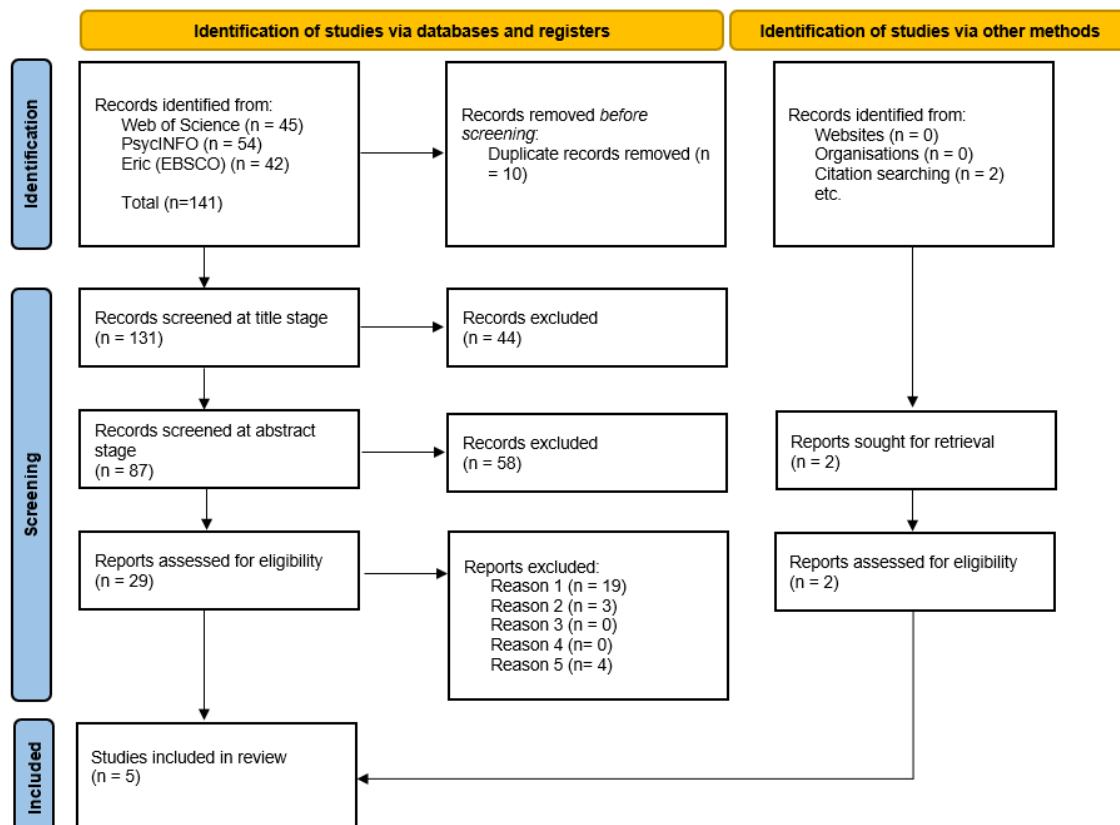 Identification of studies via databases and registers
Identification of studies via other methods
Identification
Records identified from:
Web of Science (n = 45)
PsycINFO (n = 54)
Eric (EBSCO) (n = 42)
Total (n=141)
Records removed before
screening:
Duplicate records removed (n
= 10)
Records identified from:
Websites (n = 0)
Organisations (n = 0)
Citation searching (n = 2)
etc.
Screening
Records screened at title stage
(n = 131)
Records excluded
(n = 44)
Records screened at abstract
stage
(n = 87)
Records excluded
(n = 58)
Reports sought for retrieval
(n = 2)
Reports assessed for eligibility
(n = 29)
Reports excluded:
Reason 1 (n = 19)
Reason 2 (n = 3)
Reason 3 (n = 0)
Reason 4 (n= 0)
Reason 5 (n= 4)
Reports assessed for eligibility
(n = 2)
Included
Studies included in review
(n = 5)